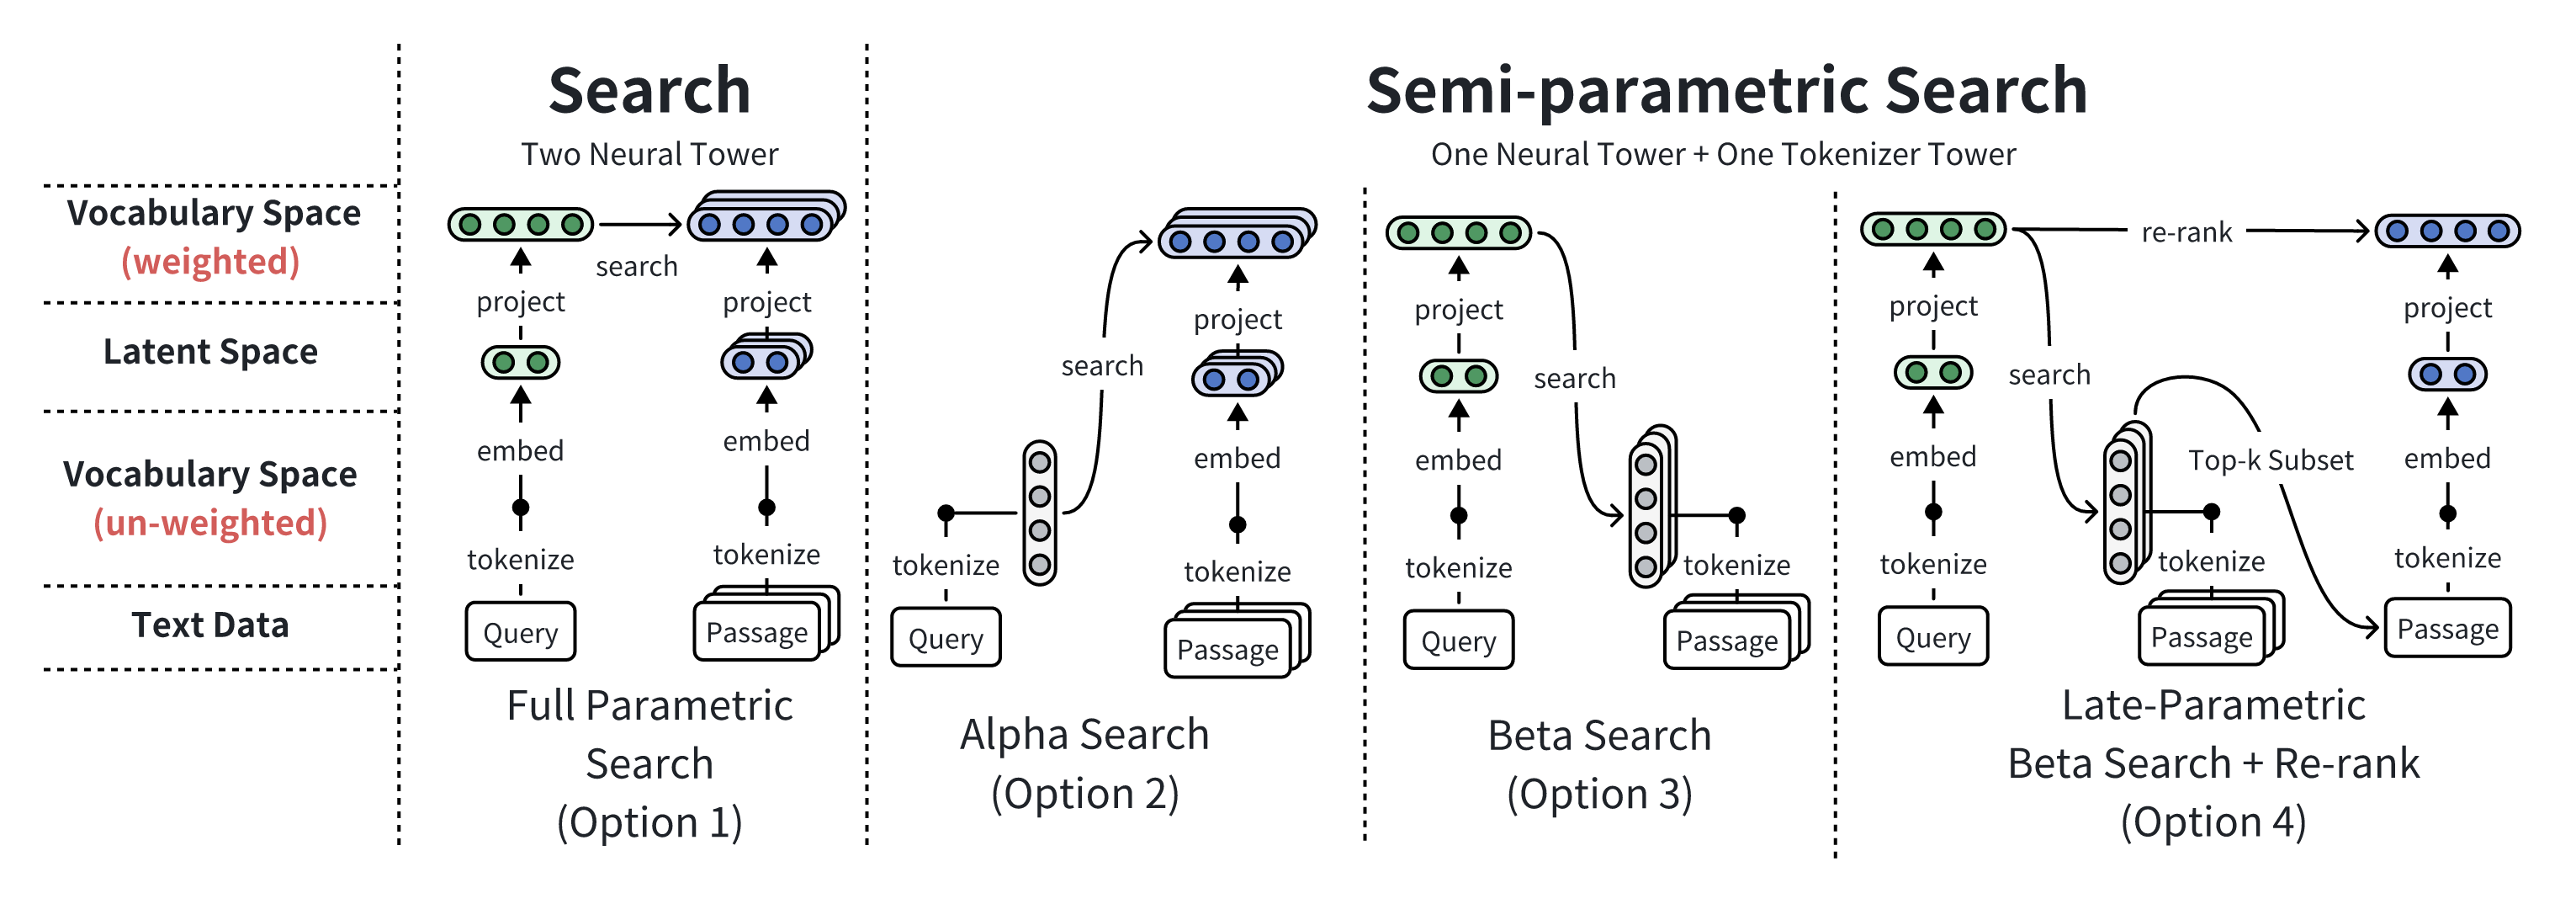 Search
Two Neural Tower
Semi-parametric Search
One Neural Tower + One Tokenizer Tower
Vocabulary Space
(weighted)
Latent Space
Vocabulary Space
(un-weighted)
Text Data
search
project
project
embed
embed
tokenize
tokenize
Query
Passage
Full Parametric
Search
(Option 1)
search
project
embed
tokenize
tokenize
Query
Passage
Alpha Search
(Option 2)
project
search
embed
tokenize
tokenize
Query
Passage
Beta Search
(Option 3)
re-rank
project
project
search
embed
Top-k Subset
embed
tokenize
tokenize
tokenize
Query
Passage
Passage
Late-Parametric
Beta Search + Re-rank
(Option 4)